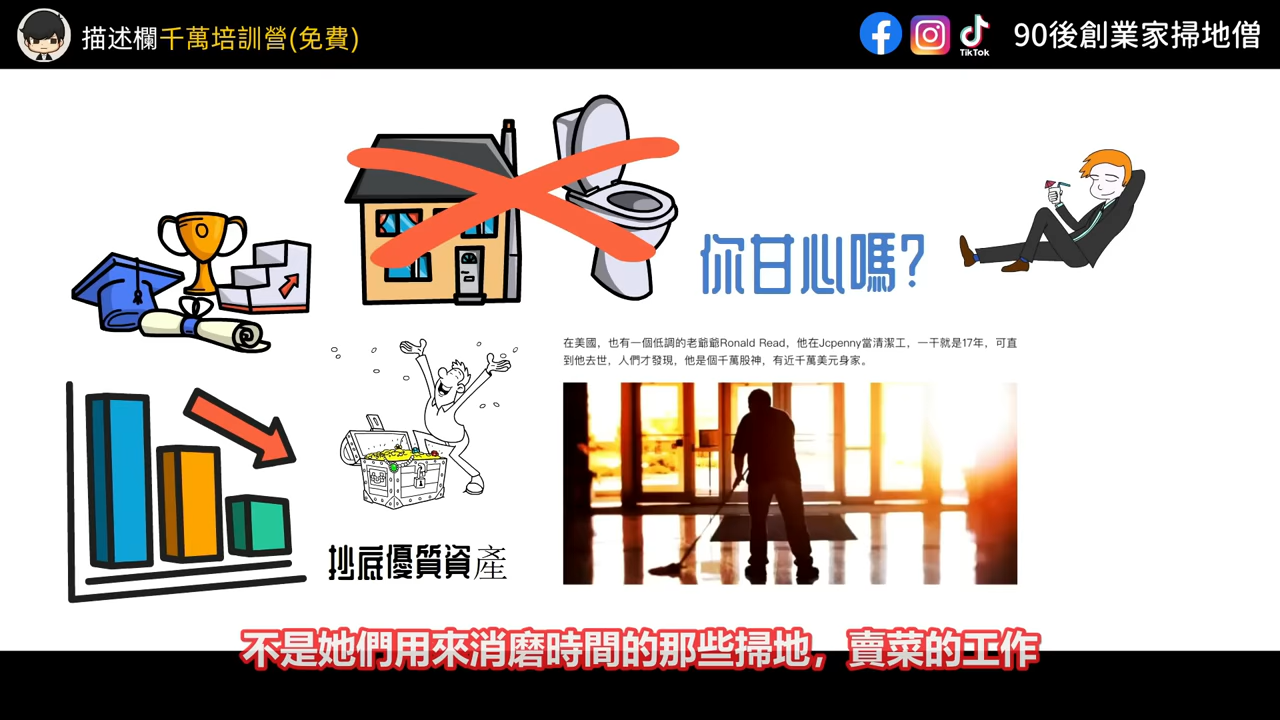 描述欄千萬培訓營(免費)
TikTok
90後創業家掃地僧
你甘心嗎?
在美國，也有一個低調的老爺爺Ronald Read，他在Jcpenny當清潔工，一干就是17年，可直
到他去世，人們才發現，他是個千萬股神，有近千萬美元身家。
抄底優質資產
不是她們用來消磨時間的那些掃地，賣菜的工作